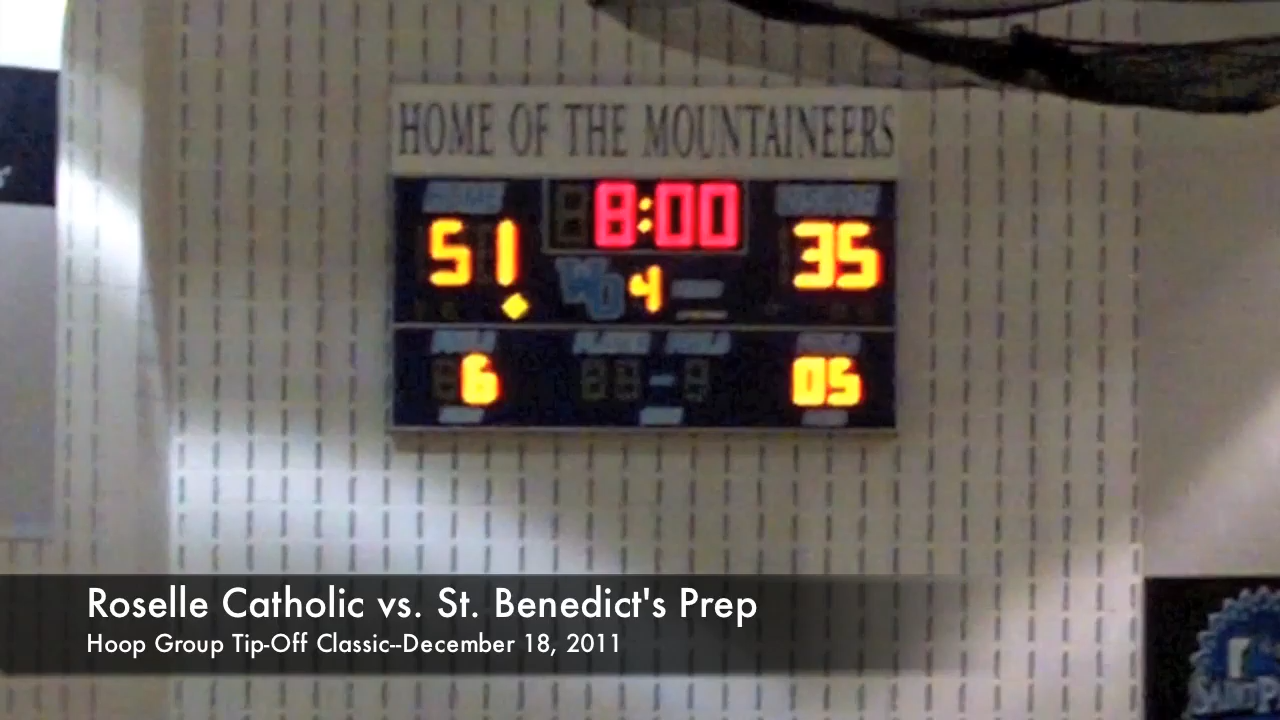 HOME OF THE MOUNTAINEERS
8:00
51 35
WO 4
6 05
Roselle Catholic vs. St. Benedict's Prep
Hoop Group Tip-Off Classic--December 18, 2011